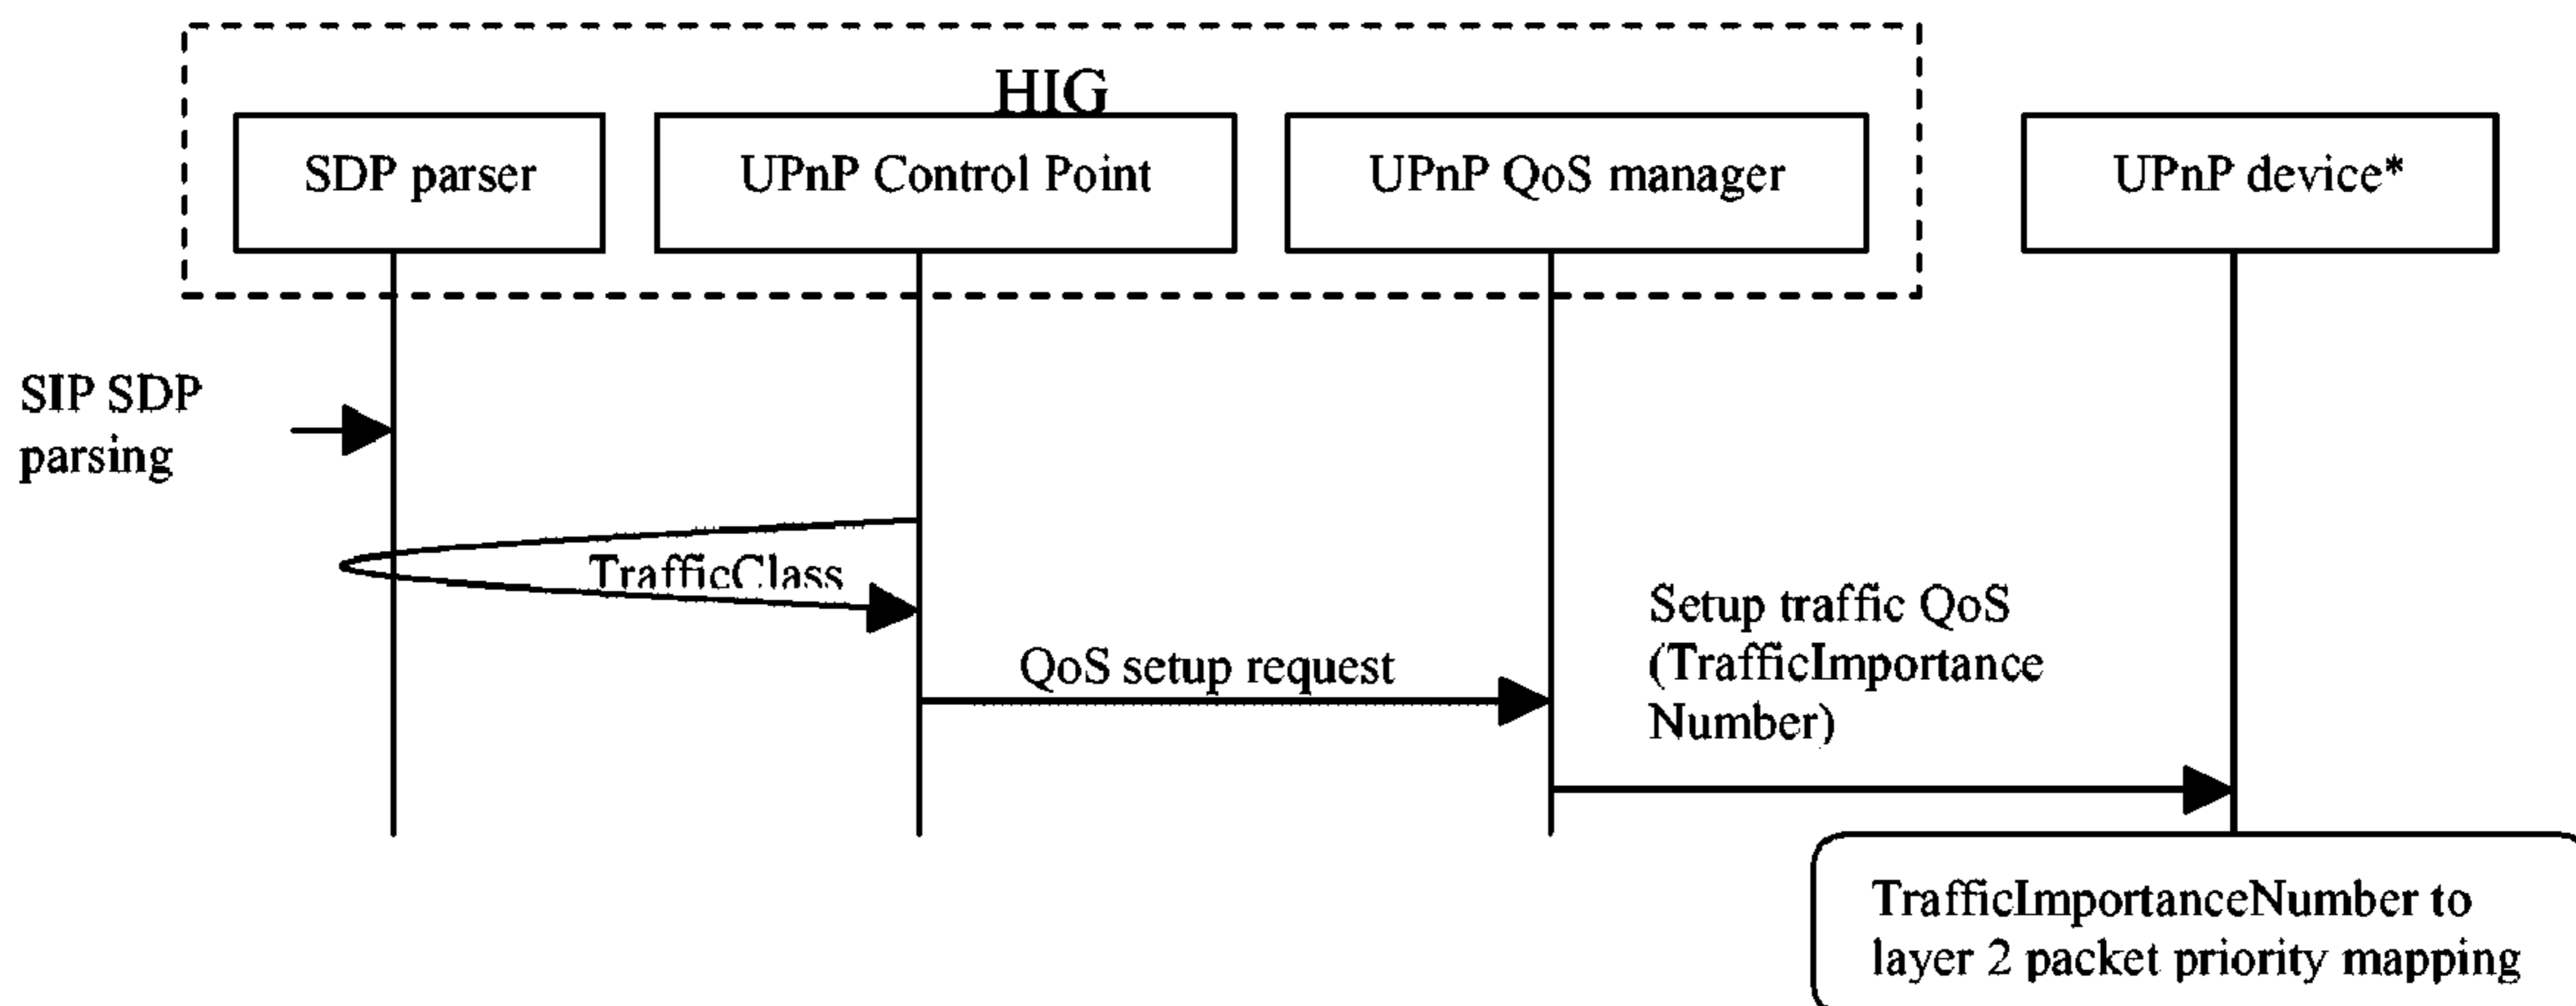 HIG
SDP parser
UPnP Control Point
UPnP QoS manager
UPnP device*
SIP SDP
parsing
TrafficClass
QoS setup request
Setup traffic QoS
(TrafficImportance
Number)
TrafficImportanceNumber to
layer 2 packet priority mapping